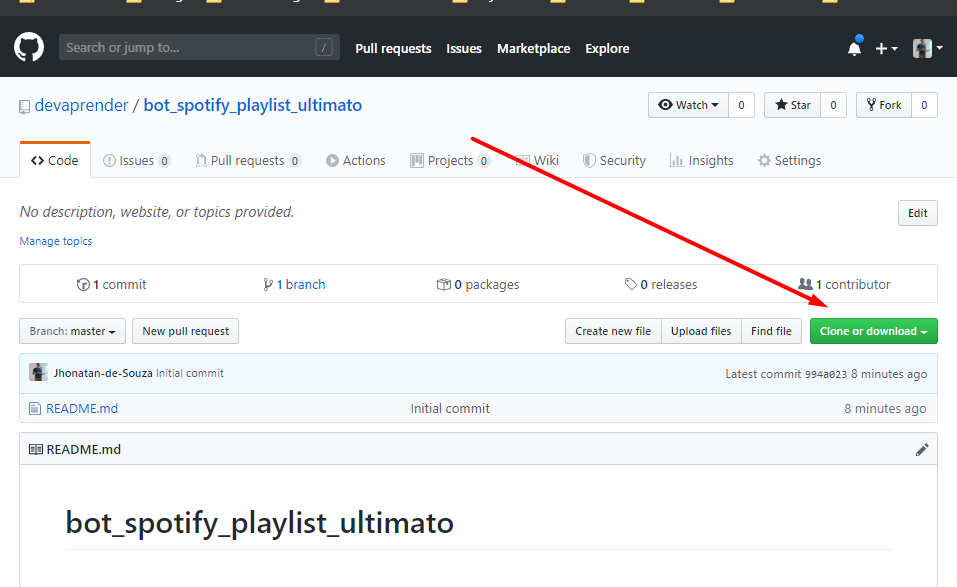 Search or jump to... /
Pull requests Issues Marketplace Explore
devaprender / bot_spotify_playlist_ultimato
Watch 0 Star 0 Fork 0
Code Issues 0 Pull requests 0 Actions Projects 0 Wiki Security Insights Settings
No description, website, or topics provided.
Edit
Manage topics
1 commit 1 branch 0 packages 0 releases 1 contributor
Branch: master New pull request Create new file Upload files Find file Clone or download
Jhonatan-de-Souza Initial commit Latest commit 994a023 8 minutes ago
README.md Initial commit 8 minutes ago
README.md
bot_spotify_playlist_ultimato